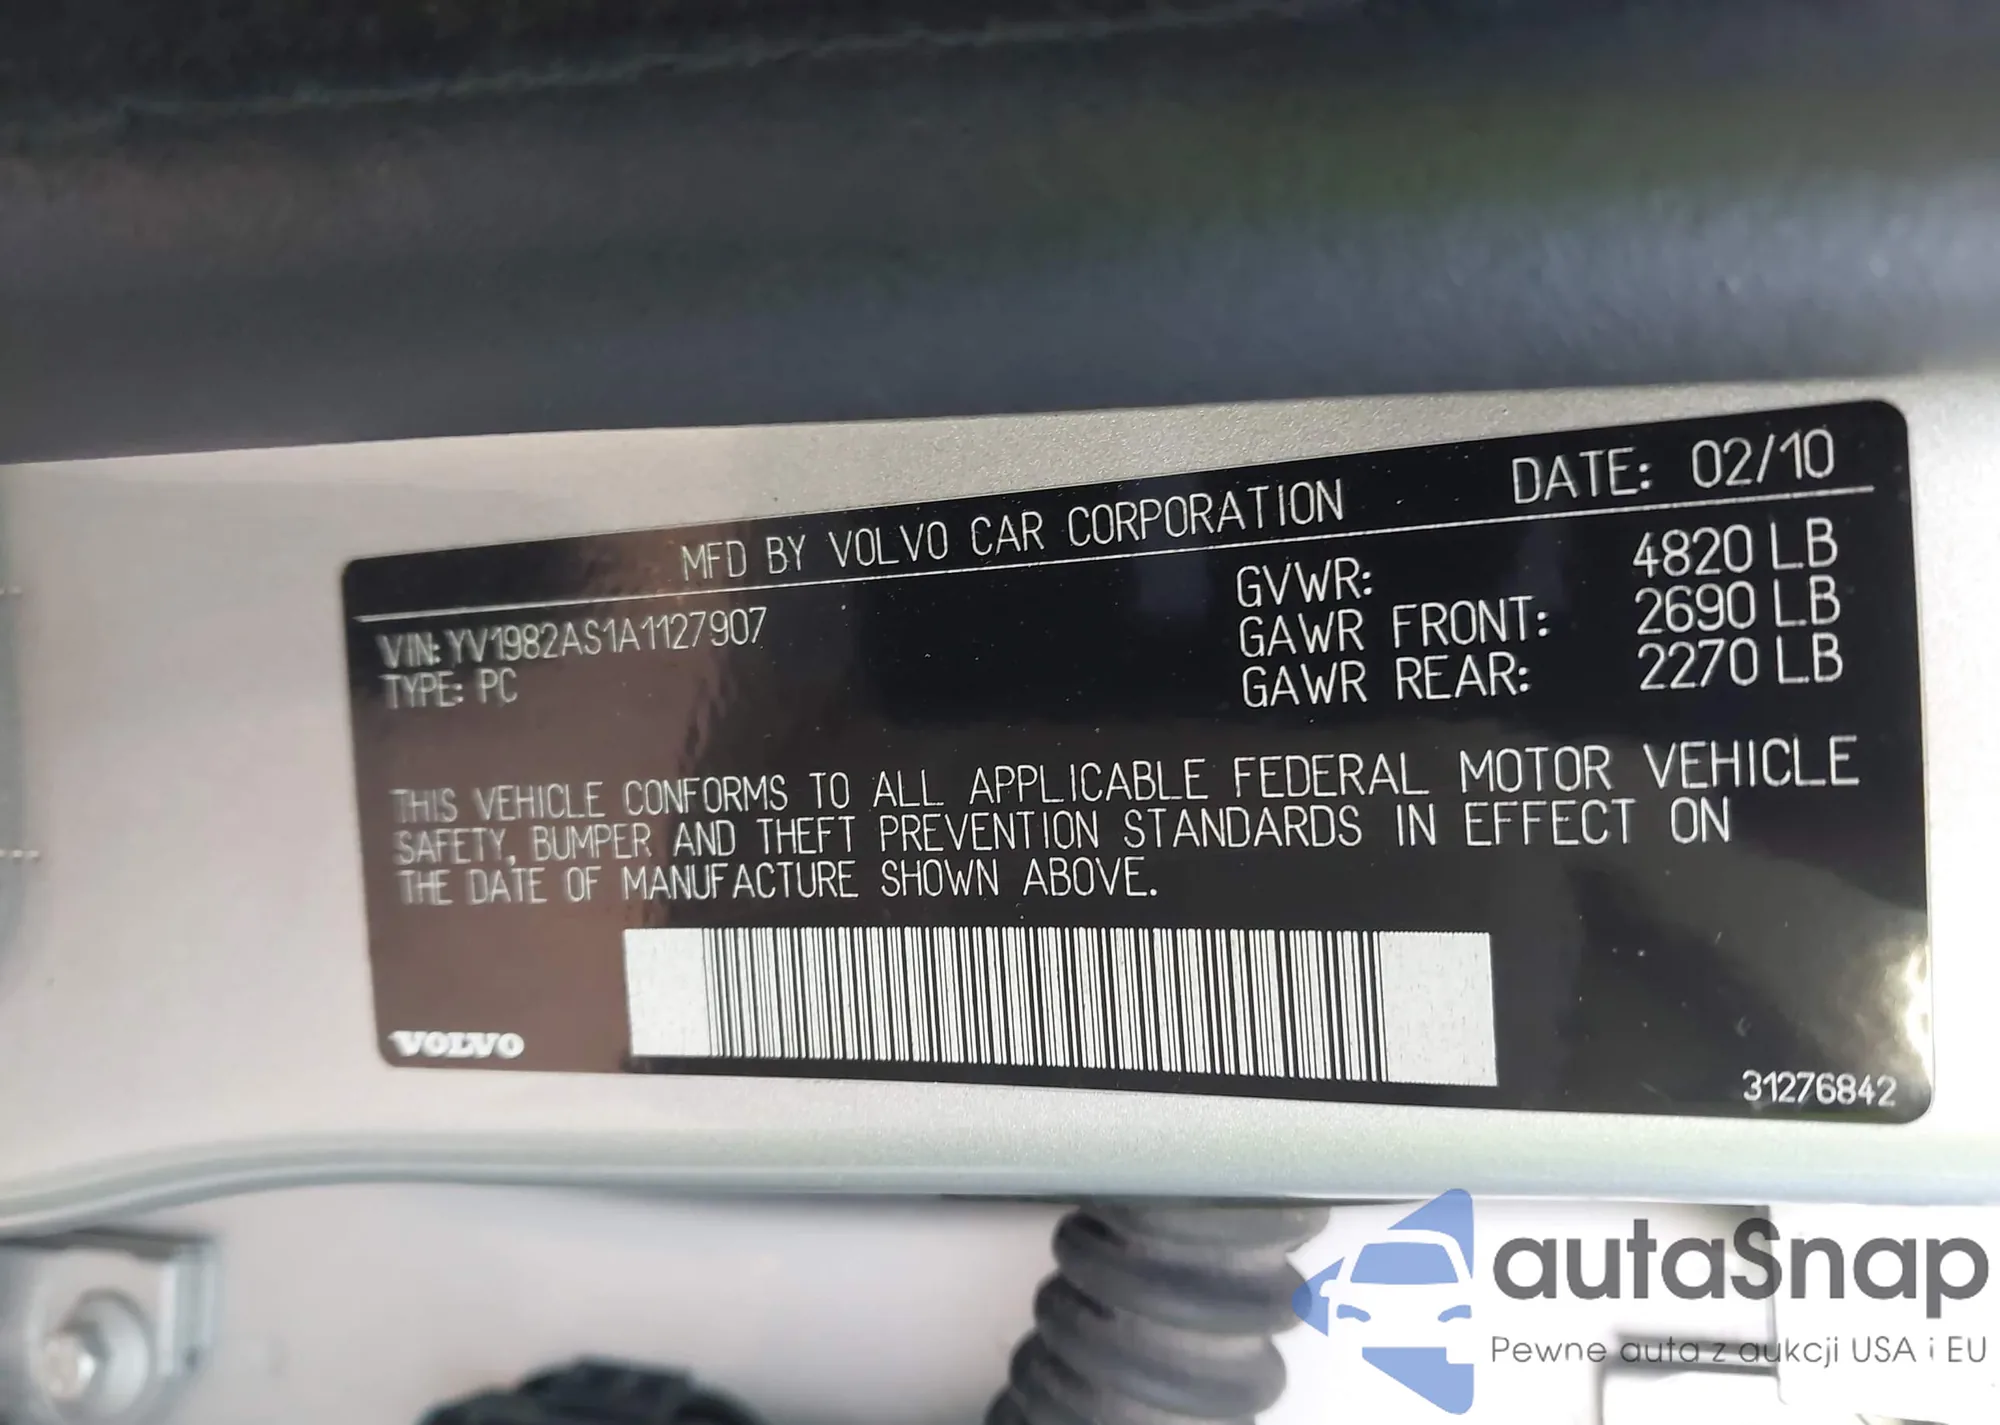 MFD BY VOLVO CAR CORPORATION DATE: 02/10
VIN: YV1982AS1A1127907
TYPE: PC
GVWR: 4820 LB
GAWR FRONT: 2690 LB
GAWR REAR: 2270 LB
THIS VEHICLE CONFORMS TO ALL APPLICABLE FEDERAL MOTOR VEHICLE
SAFETY, BUMPER AND THEFT PREVENTION STANDARDS IN EFFECT ON
THE DATE OF MANUFACTURE SHOWN ABOVE.
VOLVO
31276842
autaSnap
Pewne auta z aukcji USA i EU